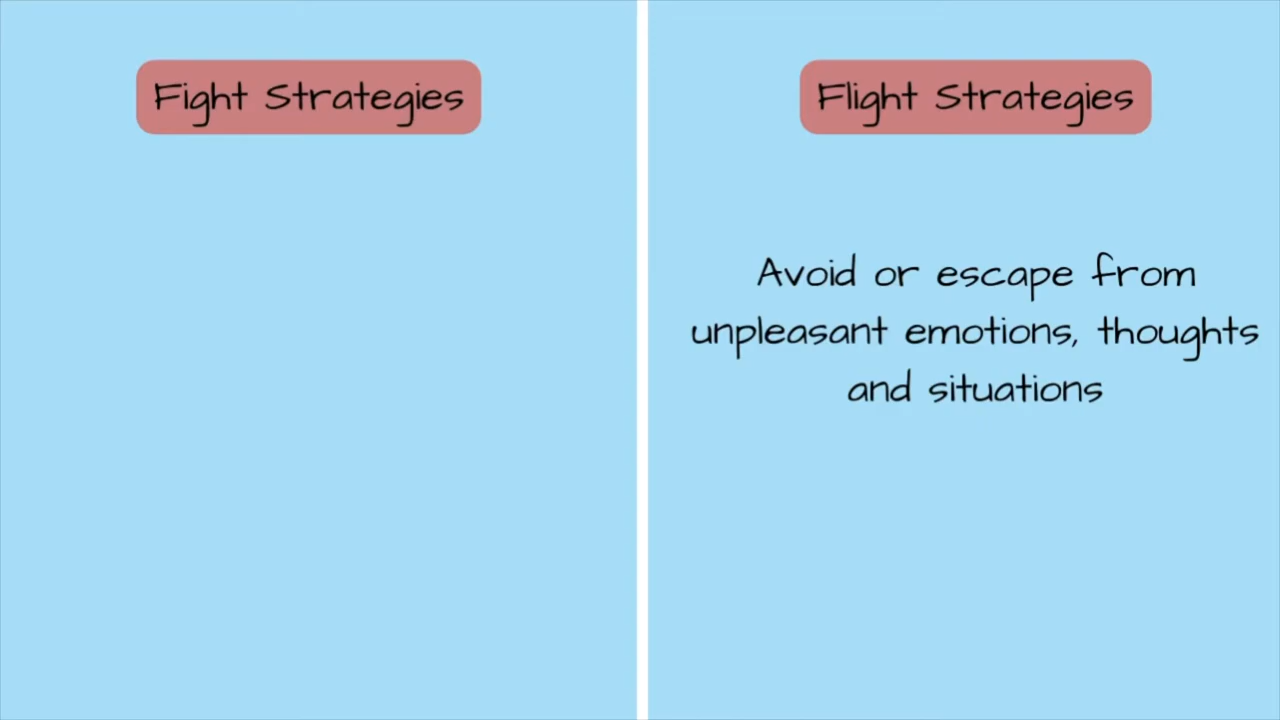 Fight Strategies
Flight Strategies
Avoid or escape from
unpleasant emotions, thoughts
and situations